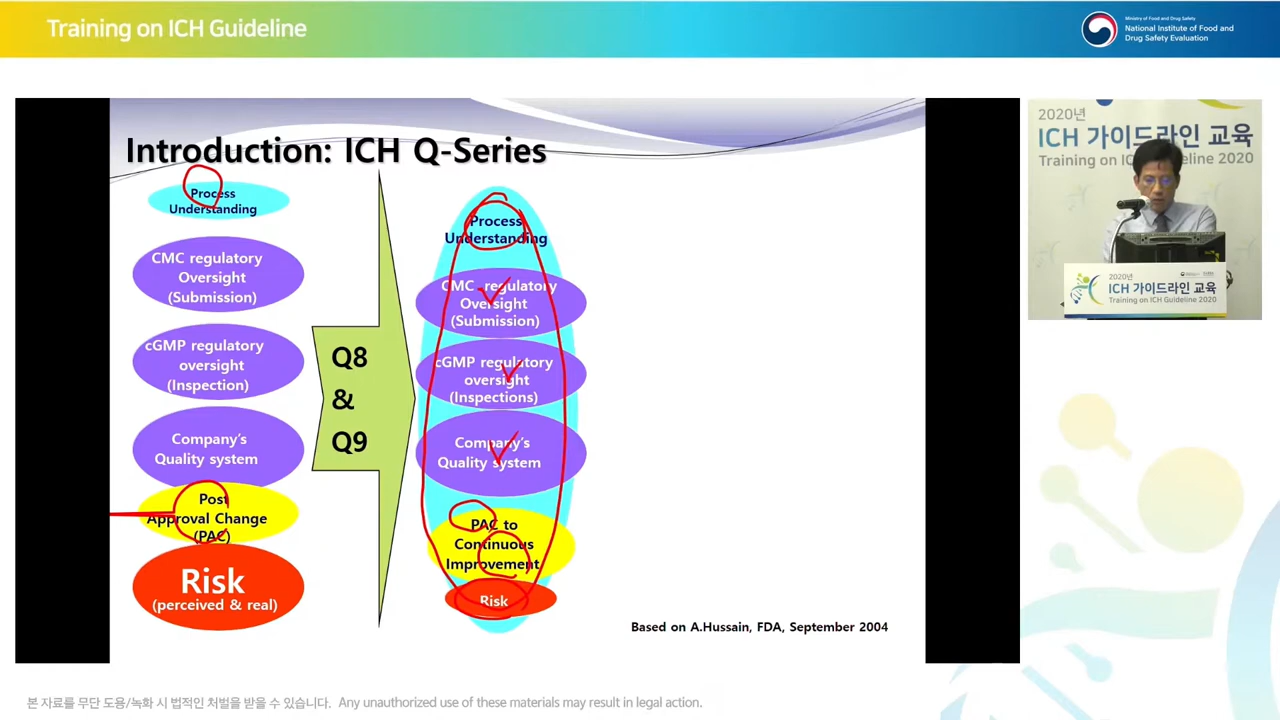 Training on ICH Guideline
Ministry of Food and Drug Safety
National Institute of Food and
Drug Safety Evaluation
Introduction: ICH Q-Series
Process
Understanding
CMC regulatory
Oversight
(Submission)
cGMP regulatory
oversight
(Inspection)
Company's
Quality system
Post
Approval Change
(PAC)
Risk
(perceived & real)
Q8
&
Q9
Process
Understanding
CMC regulatory
Oversight
(Submission)
cGMP regulatory
oversight
(Inspections)
Company's
Quality system
PAC to
Continuous
Improvement
Risk
Based on A.Hussain, FDA, September 2004
2020년
ICH 가이드라인 교육
Training on ICH Guideline 2020
2020년
ICH 가이드라인 교육
Training on ICH Guideline 2020
본 자료를 무단 도용/녹화 시 법적인 처벌을 받을 수 있습니다. Any unauthorized use of these materials may result in legal action.